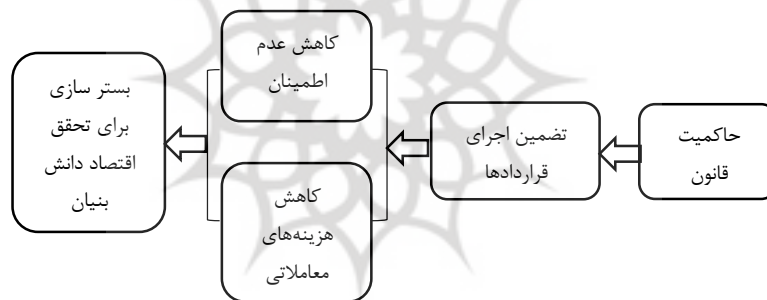 حاکمیت
قانون
تضمین اجرای
قراردادها
کاهش عدم
اطمینان
کاهش
هزینه‌های
معاملاتی
بستر سازی
برای تحقق
اقتصاد دانش
بنیان